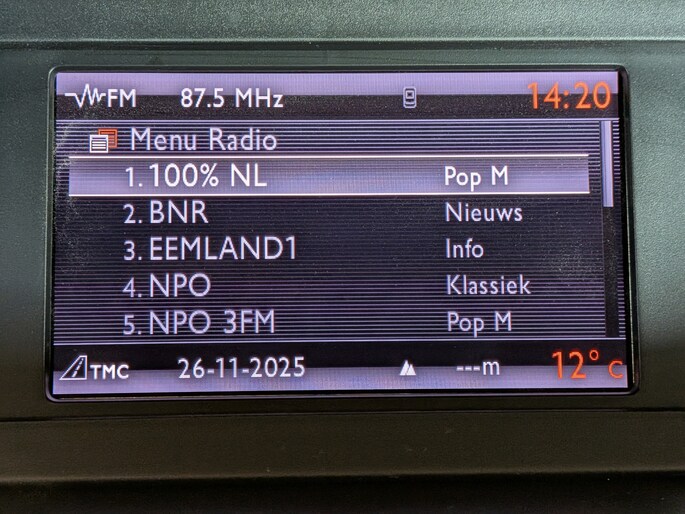 FM 87.5 MHz 14:20
Menu Radio
1. 100% NL Pop M
2. BNR Nieuws
3. EEMLAND1 Info
4. NPO Klassiek
5. NPO 3FM Pop M
TMC 26-11-2025 ---m 12° C